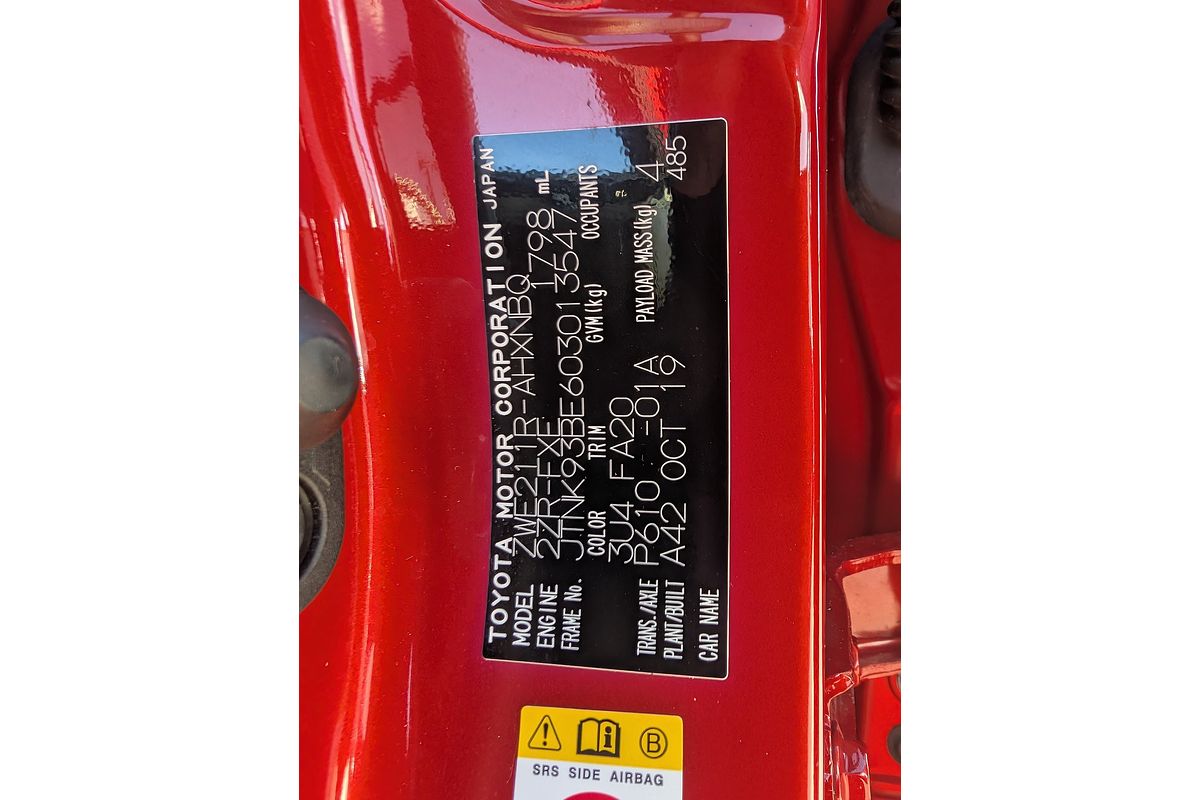 TOYOTA MOTOR CORPORATION JAPAN
MODEL ZWE211R-AHXNBQ
ENGINE 2ZR-FXE 1798 mL
FRAME No. JTNK93BE603013547
COLOR TRIM GVM(kg) OCCUPANTS
3U4 FA20 4
TRANS./AXLE P610 -01A PAYLOAD MASS(kg) 485
PLANT/BUILT A42 OCT 19
CAR NAME
B
SRS SIDE AIRBAG